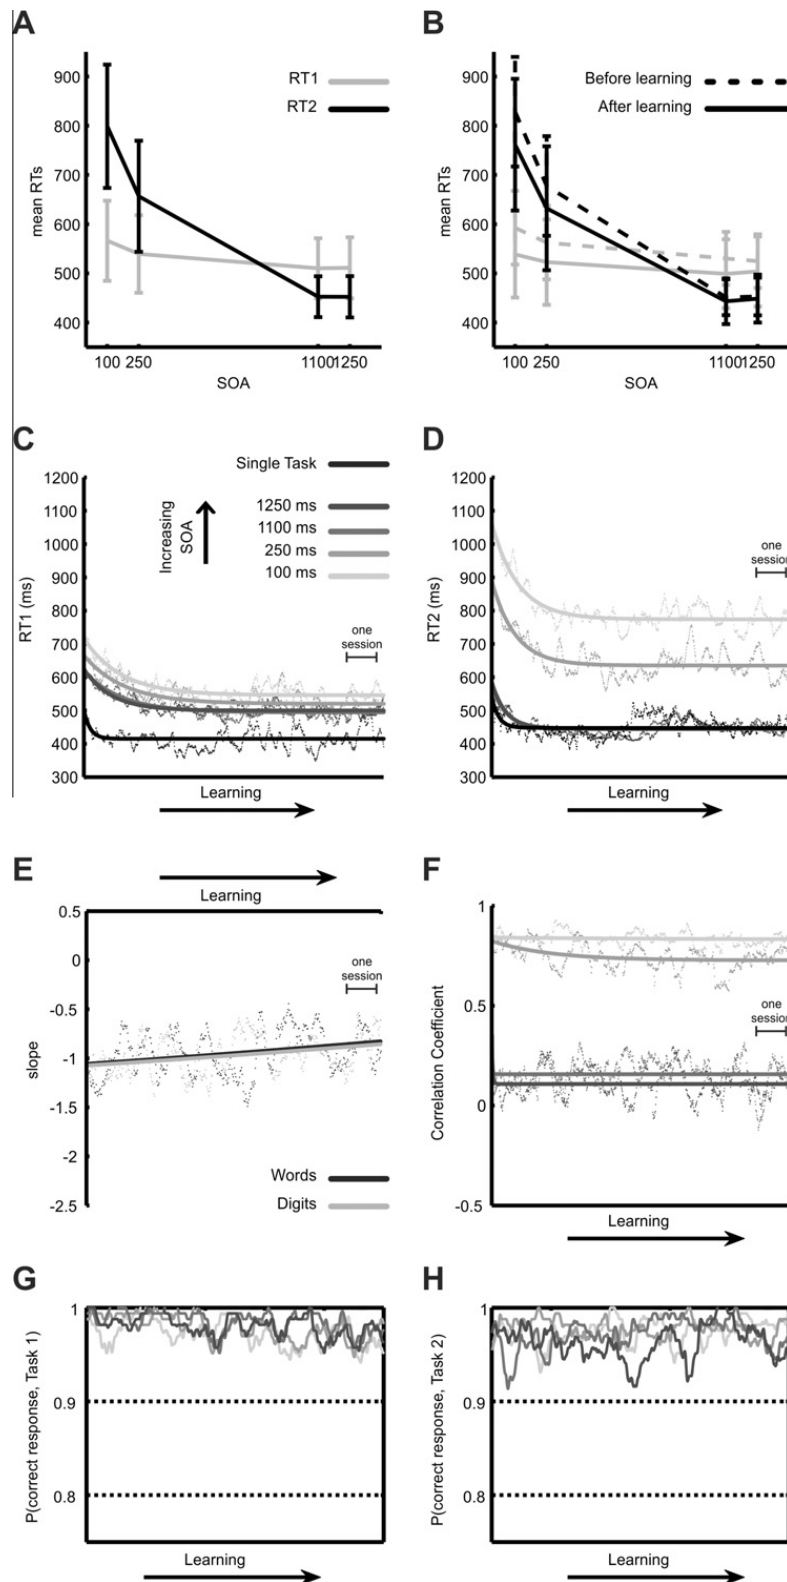 A
900
800
700
600
500
400
mean RTs
RT1
RT2
100 250
1100 1250
SOA
B
900
800
700
600
500
400
mean RTs
Before learning
After learning
100 250
1100 1250
SOA
C
1200
1100
1000
900
800
700
600
500
400
300
RT1 (ms)
Single Task
Increasing
SOA
1250 ms
1100 ms
250 ms
100 ms
one
session
Learning
D
1200
1100
1000
900
800
700
600
500
400
300
RT2 (ms)
one
session
Learning
E
Learning
0.5
0
-0.5
-1
-1.5
-2
-2.5
slope
one
session
Words
Digits
F
1
0.5
0
-0.5
Correlation Coefficient
one
session
Learning
G
1
0.9
0.8
P(correct response, Task 1)
Learning
H
1
0.9
0.8
P(correct response, Task 2)
Learning